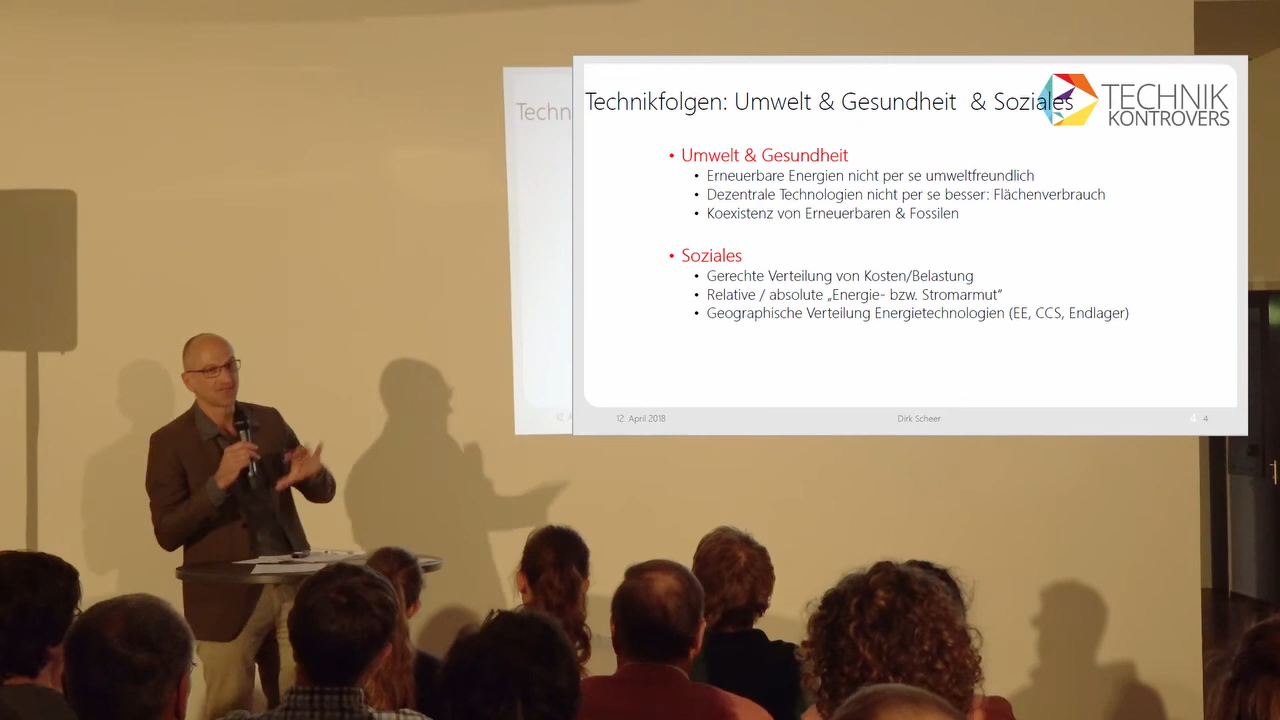 Techn
Technikfolgen: Umwelt & Gesundheit & Soziales
TECHNIK
KONTROVERS
• Umwelt & Gesundheit
• Erneuerbare Energien nicht per se umweltfreundlich
• Dezentrale Technologien nicht per se besser: Flächenverbrauch
• Koexistenz von Erneuerbaren & Fossilen
• Soziales
• Gerechte Verteilung von Kosten/Belastung
• Relative / absolute „Energie- bzw. Stromarmut“
• Geographische Verteilung Energietechnologien (EE, CCS, Endlager)
12. April 2018
Dirk Scheer
4
4